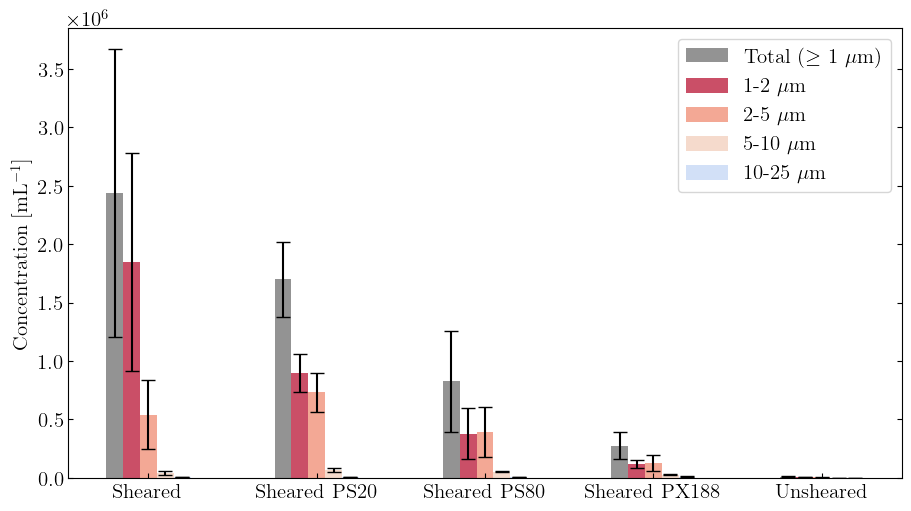 ×10⁶
3.5
3.0
2.5
2.0
1.5
1.0
0.5
0.0
Concentration [mL⁻¹]
Total (≥ 1 μm)
1-2 μm
2-5 μm
5-10 μm
10-25 μm
Sheared
Sheared PS20
Sheared PS80
Sheared PX188
Unsheared